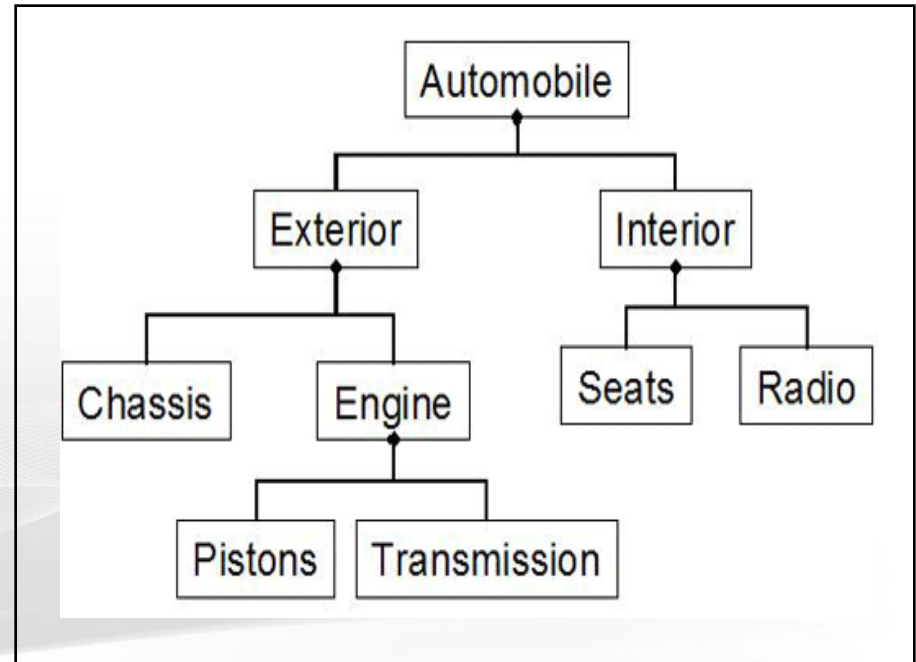 Automobile
Exterior Interior
Chassis Engine Seats Radio
Pistons Transmission